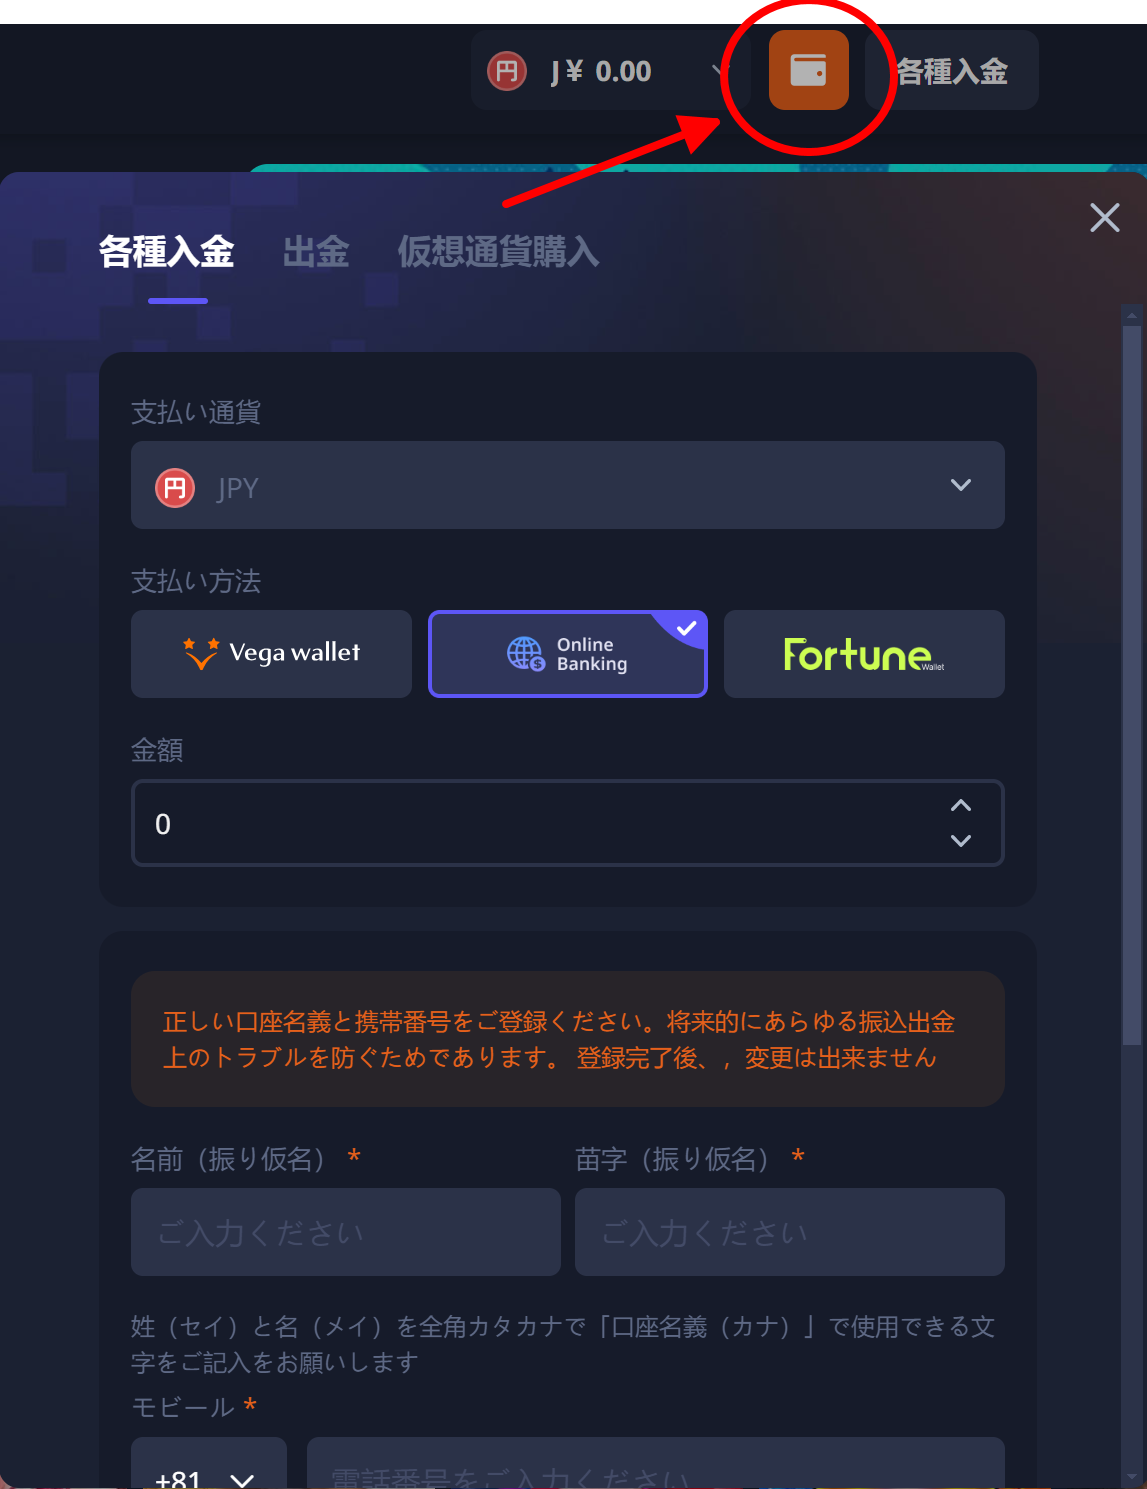 円 J¥ 0.00 各種入金
各種入金 出金 仮想通貨購入
支払い通貨
円 JPY
支払い方法
Vega wallet
Online
Banking
Fortune Wallet
金額
0
正しい口座名義と携帯番号をご登録ください。将来的にあらゆる振込出金
上のトラブルを防ぐためであります。 登録完了後、, 変更は出来ません
名前（振り仮名） * 苗字（振り仮名） *
ご入力ください ご入力ください
姓（セイ）と名（メイ）を全角カタカナで「口座名義（カナ）」で使用できる文
字をご記入をお願いします
モビール *
+81 電話番号をご入力ください